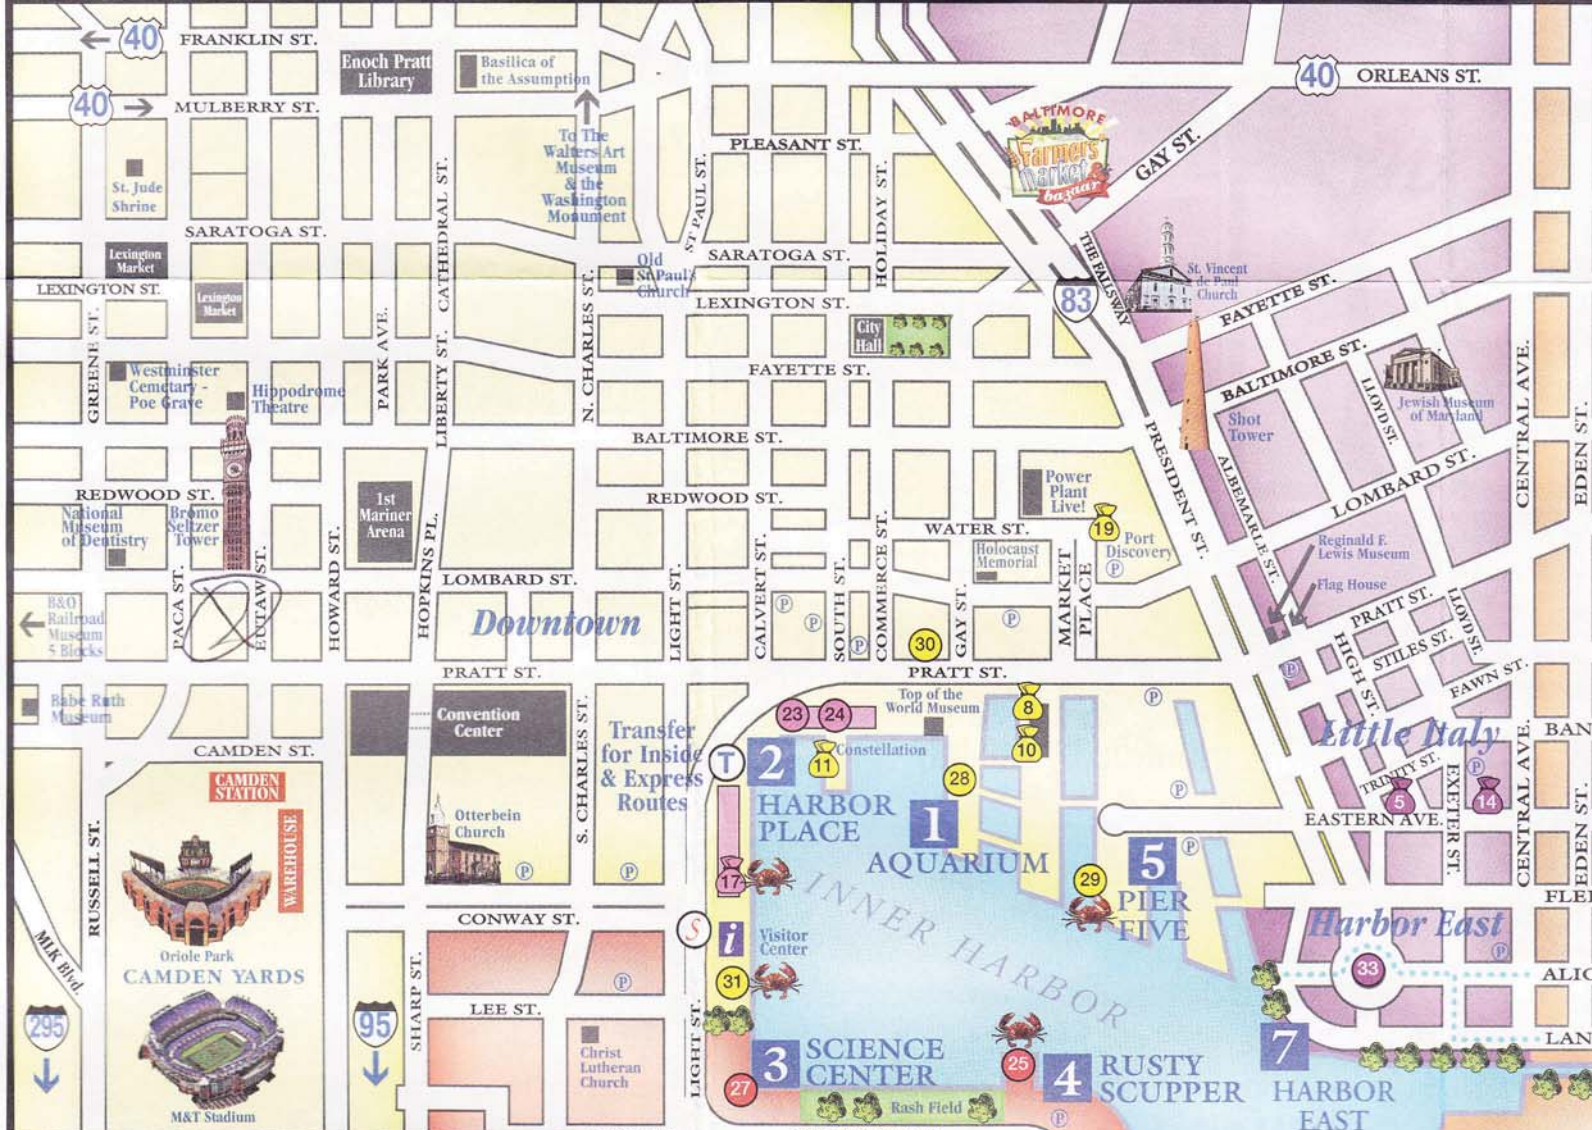 40
FRANKLIN ST.
Enoch Pratt
Library
Basilica of
the Assumption
40
ORLEANS ST.
40
MULBERRY ST.
BALTIMORE
Farmers
Market &
bazaar
GAY ST.
To The
Walters Art
Museum
& the
Washington
Monument
PLEASANT ST.
St. Jude
Shrine
CATHEDRAL ST.
ST PAUL ST.
HOLIDAY ST.
SARATOGA ST.
Lexington
Market
Old
St Paul's
Church
SARATOGA ST.
THE FALLSWAY
St. Vincent
de Paul
Church
LEXINGTON ST.
Lexington
Market
LEXINGTON ST.
83
FAYETTE ST.
GREENE ST.
PARK AVE.
LIBERTY ST.
N. CHARLES ST.
City
Hall
FAYETTE ST.
BALTIMORE ST.
LLOYD ST.
CENTRAL AVE.
EDEN ST.
Westminster
Cemetary -
Poe Grave
Hippodrome
Theatre
Jewish Museum
of Maryland
Shot
Tower
BALTIMORE ST.
PRESIDENT ST.
ALBEMARLE ST.
LOMBARD ST.
REDWOOD ST.
REDWOOD ST.
1st
Mariner
Arena
Power
Plant
Live!
19
Port
Discovery
P
National
Museum
of Dentistry
Bromo
Seltzer
Tower
WATER ST.
Holocaust
Memorial
Reginald F.
Lewis Museum
Flag House
PACA ST.
EUTAW ST.
HOWARD ST.
HOPKINS PL.
LOMBARD ST.
LIGHT ST.
CALVERT ST.
SOUTH ST.
COMMERCE ST.
GAY ST.
MARKET
PLACE
B&O
Railroad
Museum
5 Blocks
Downtown
P
P
P
P
30
PRATT ST.
LLOYD ST.
STILES ST.
HIGH ST.
FAWN ST.
P
PRATT ST.
PRATT ST.
Babe Ruth
Museum
Convention
Center
S. CHARLES ST.
Transfer
for Inside
& Express
Routes
T
23
24
Top of the
World Museum
8
10
P
Little Italy
BAN
CAMDEN ST.
2
HARBOR
PLACE
11
Constellation
28
1
AQUARIUM
P
TRINITY ST.
P
5
14
EASTERN AVE.
EXETER ST.
CENTRAL AVE.
EDEN ST.
CAMDEN
STATION
WAREHOUSE
RUSSELL ST.
Otterbein
Church
P
P
17
INNER HARBOR
29
5
P
PIER
FIVE
FLEE
CONWAY ST.
S
i
Visitor
Center
Harbor East
P
MLK Blvd.
Oriole Park
CAMDEN YARDS
SHARP ST.
P
31
33
ALIC
295
95
LEE ST.
LIGHT ST.
LAN
Christ
Lutheran
Church
3
SCIENCE
CENTER
27
25
4
RUSTY
SCUPPER
7
HARBOR
EAST
M&T Stadium
Rash Field
P